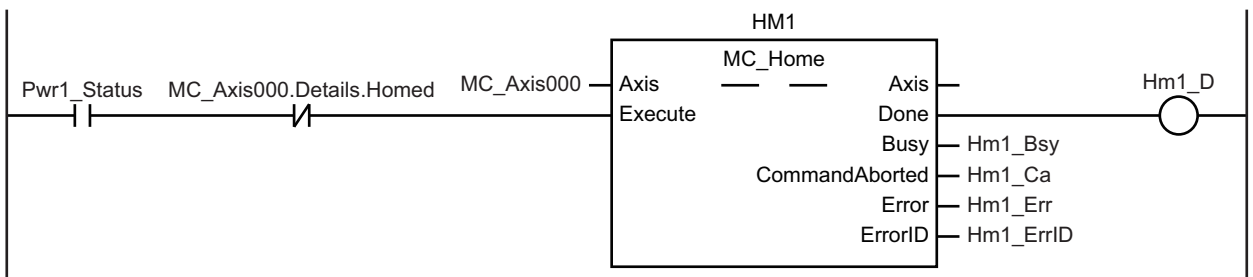 HM1
MC_Home
Pwr1_Status MC_Axis000.Details.Homed MC_Axis000 Axis Axis Hm1_D
Execute Done
Busy Hm1_Bsy
CommandAborted Hm1_Ca
Error Hm1_Err
ErrorID Hm1_ErrID